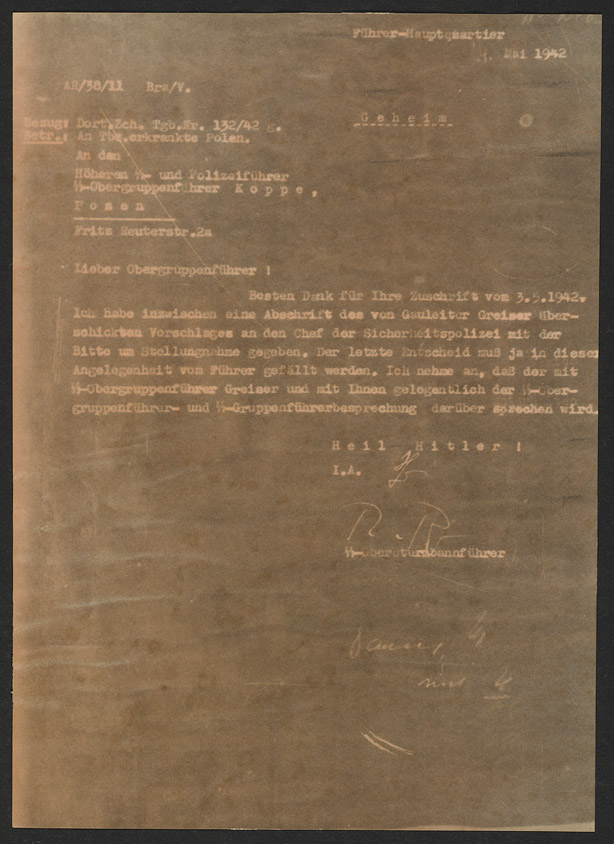 Führer-Hauptquartier
Mai 1942
AR/38/11 Bra/V.
Bezug: Dort.Zch. Tgb.Nr. 132/42 g.
Betr.: An Tbc.erkrankte Polen.
Geheim
An den
Höheren SS- und Polizeiführer
SS-Obergruppenführer Koppe,
Posen
Fritz Reuterstr.2a
Lieber Obergruppenführer !
Besten Dank für Ihre Zuschrift vom 3.5.1942.
Ich habe inzwischen eine Abschrift des von Gauleiter Greiser über-
schickten Vorschlages an den Chef der Sicherheitspolizei mit der
Bitte um Stellungnahme gegeben. Der letzte Entscheid muß ja in dieser
Angelegenheit vom Führer gefällt werden. Ich nehme an, daß der mit
SS-Obergruppenführer Greiser und mit Ihnen gelegentlich der SS-Ober-
gruppenführer- und SS-Gruppenführerbesprechung darüber sprechen wird.
Heil Hitler !
I.A.
SS-Obersturmbannführer